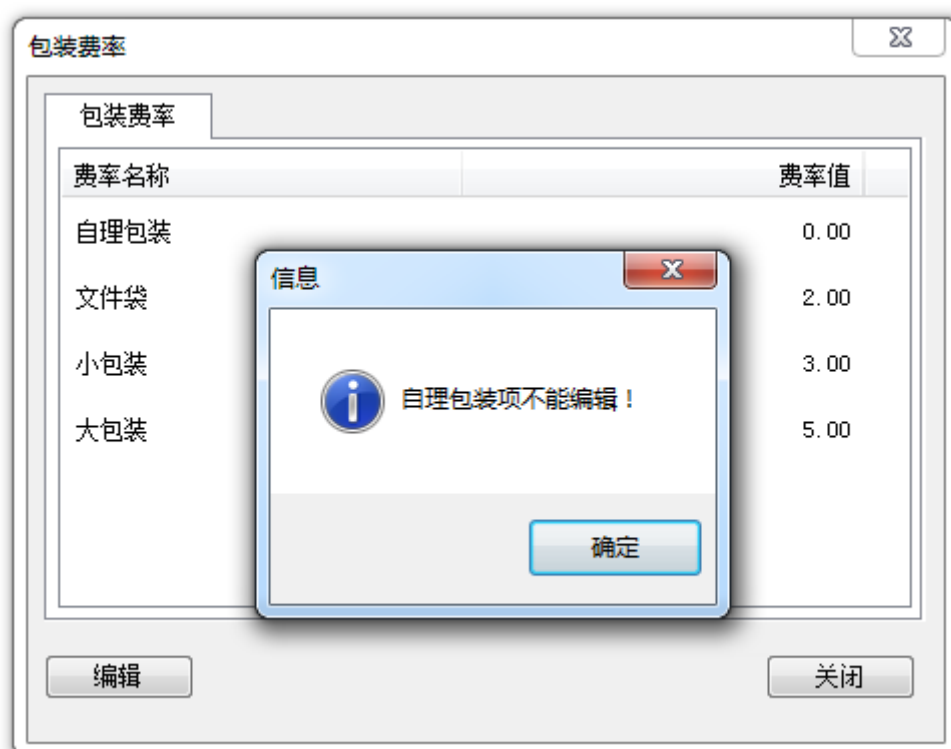 包装费率
包装费率
费率名称 费率值
自理包装 0.00
文件袋 2.00
小包装 3.00
大包装 5.00
信息
自理包装项不能编辑！
确定
编辑 关闭